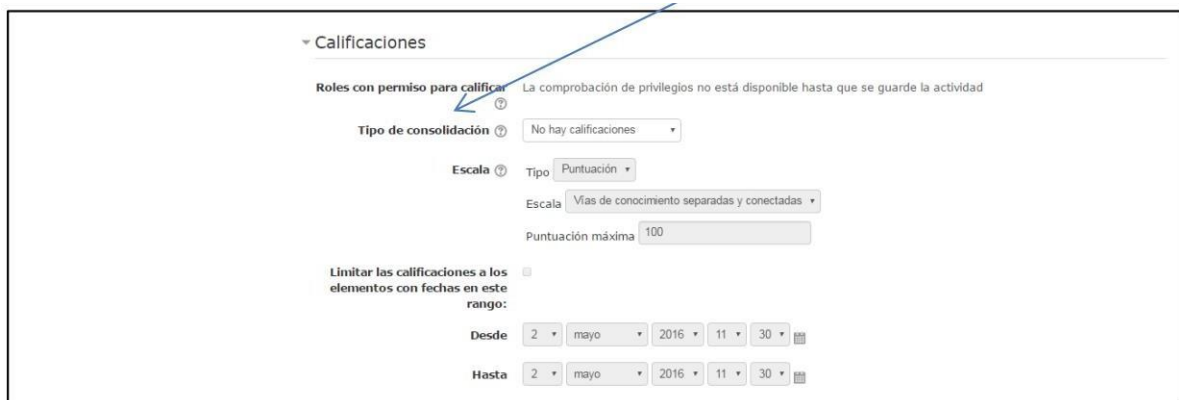 Calificaciones
Roles con permiso para calificar La comprobación de privilegios no está disponible hasta que se guarde la actividad
Tipo de consolidación No hay calificaciones
Escala Tipo Puntuación
Escala Vías de conocimiento separadas y conectadas
Puntuación máxima 100
Limitar las calificaciones a los
elementos con fechas en este
rango:
Desde 2 mayo 2016 11 30
Hasta 2 mayo 2016 11 30